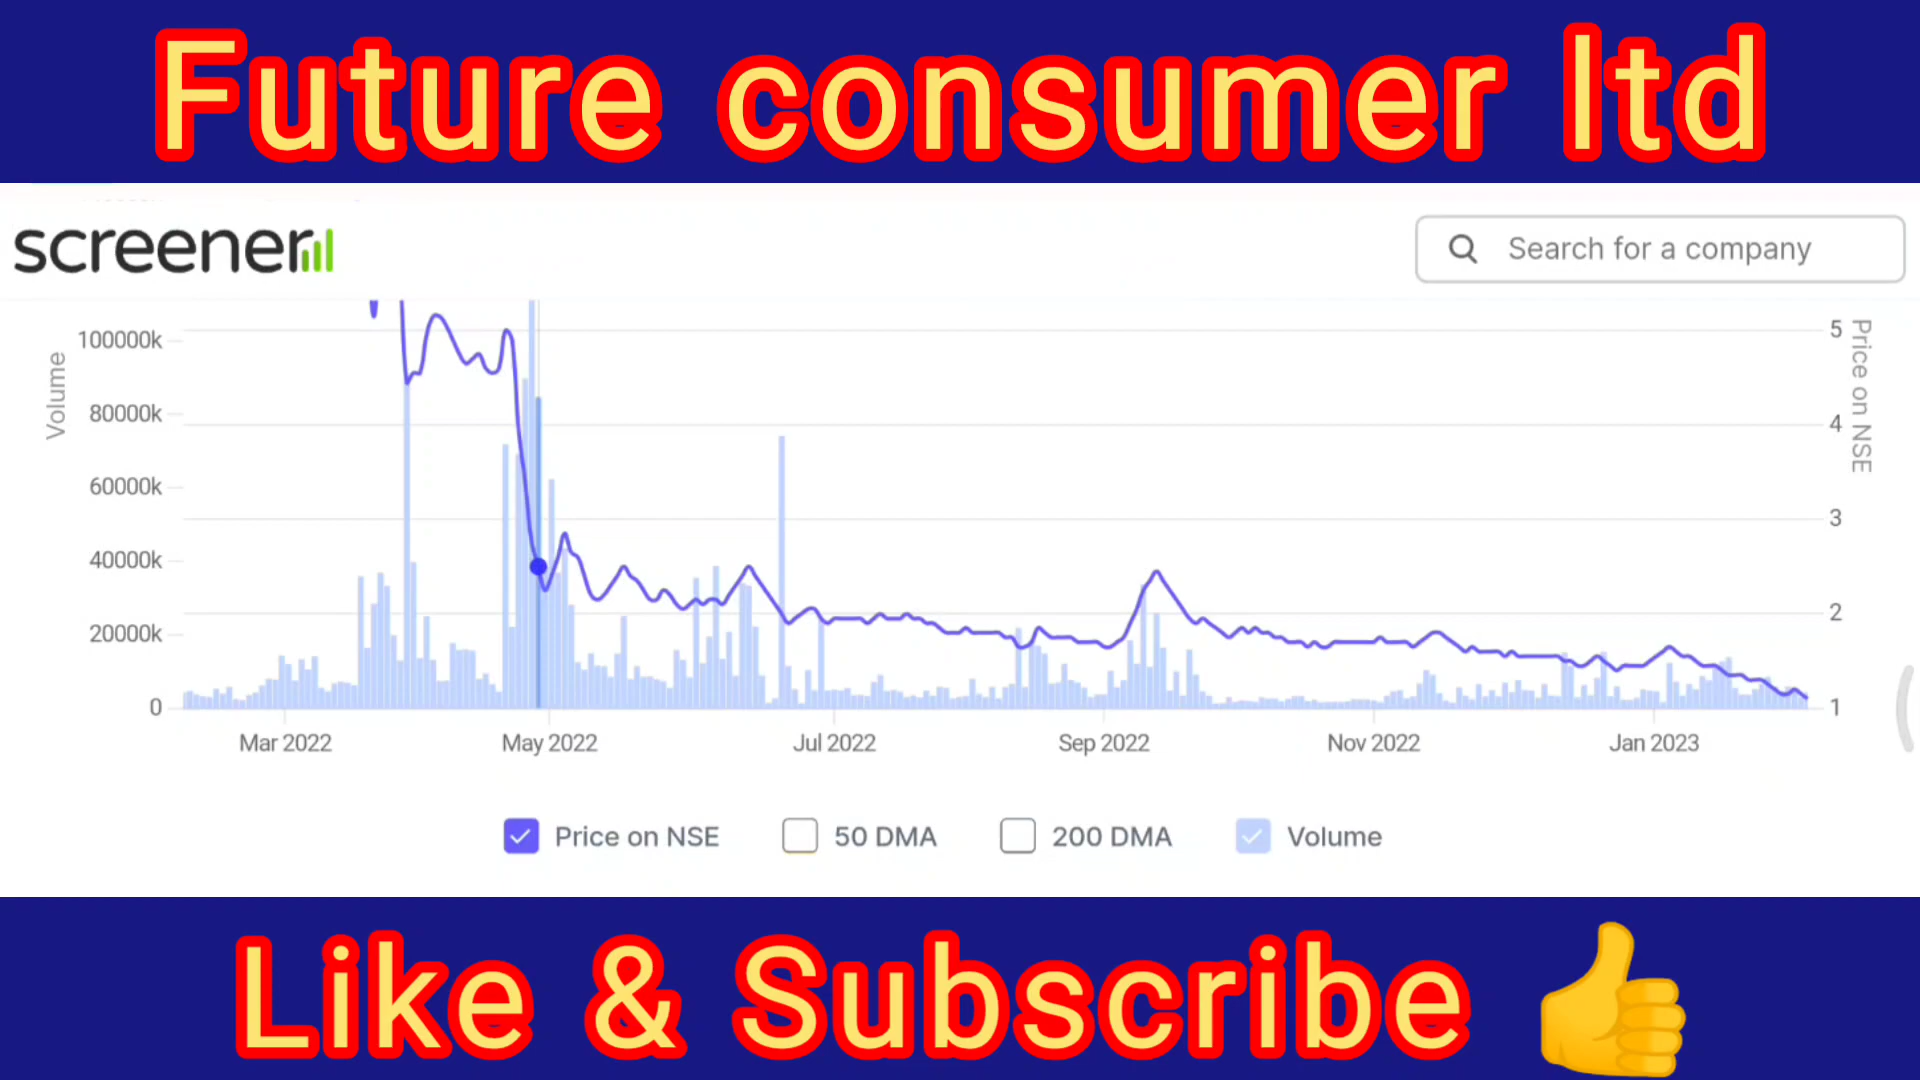 Future consumer ltd
screener
Search for a company
Volume
100000k
80000k
60000k
40000k
20000k
0
5
4
3
2
1
Price on NSE
Mar 2022
May 2022
Jul 2022
Sep 2022
Nov 2022
Jan 2023
Price on NSE
50 DMA
200 DMA
Volume
Like & Subscribe 👍